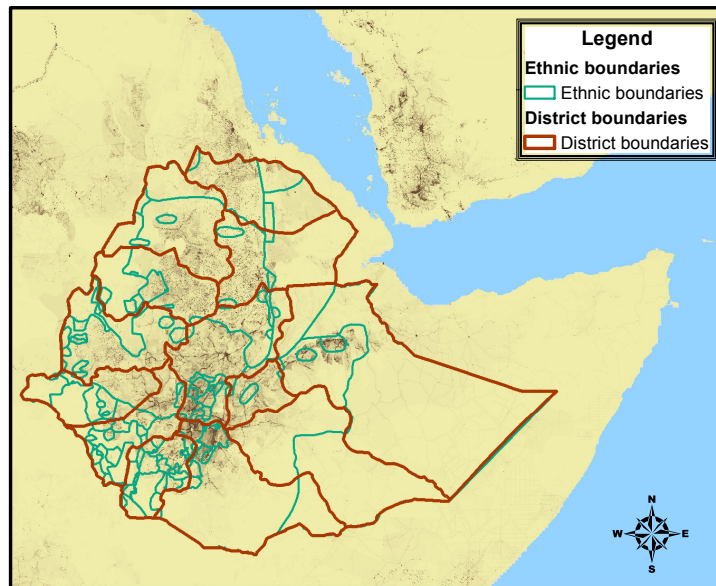 Legend
Ethnic boundaries
Ethnic boundaries
District boundaries
District boundaries
N
W E
S